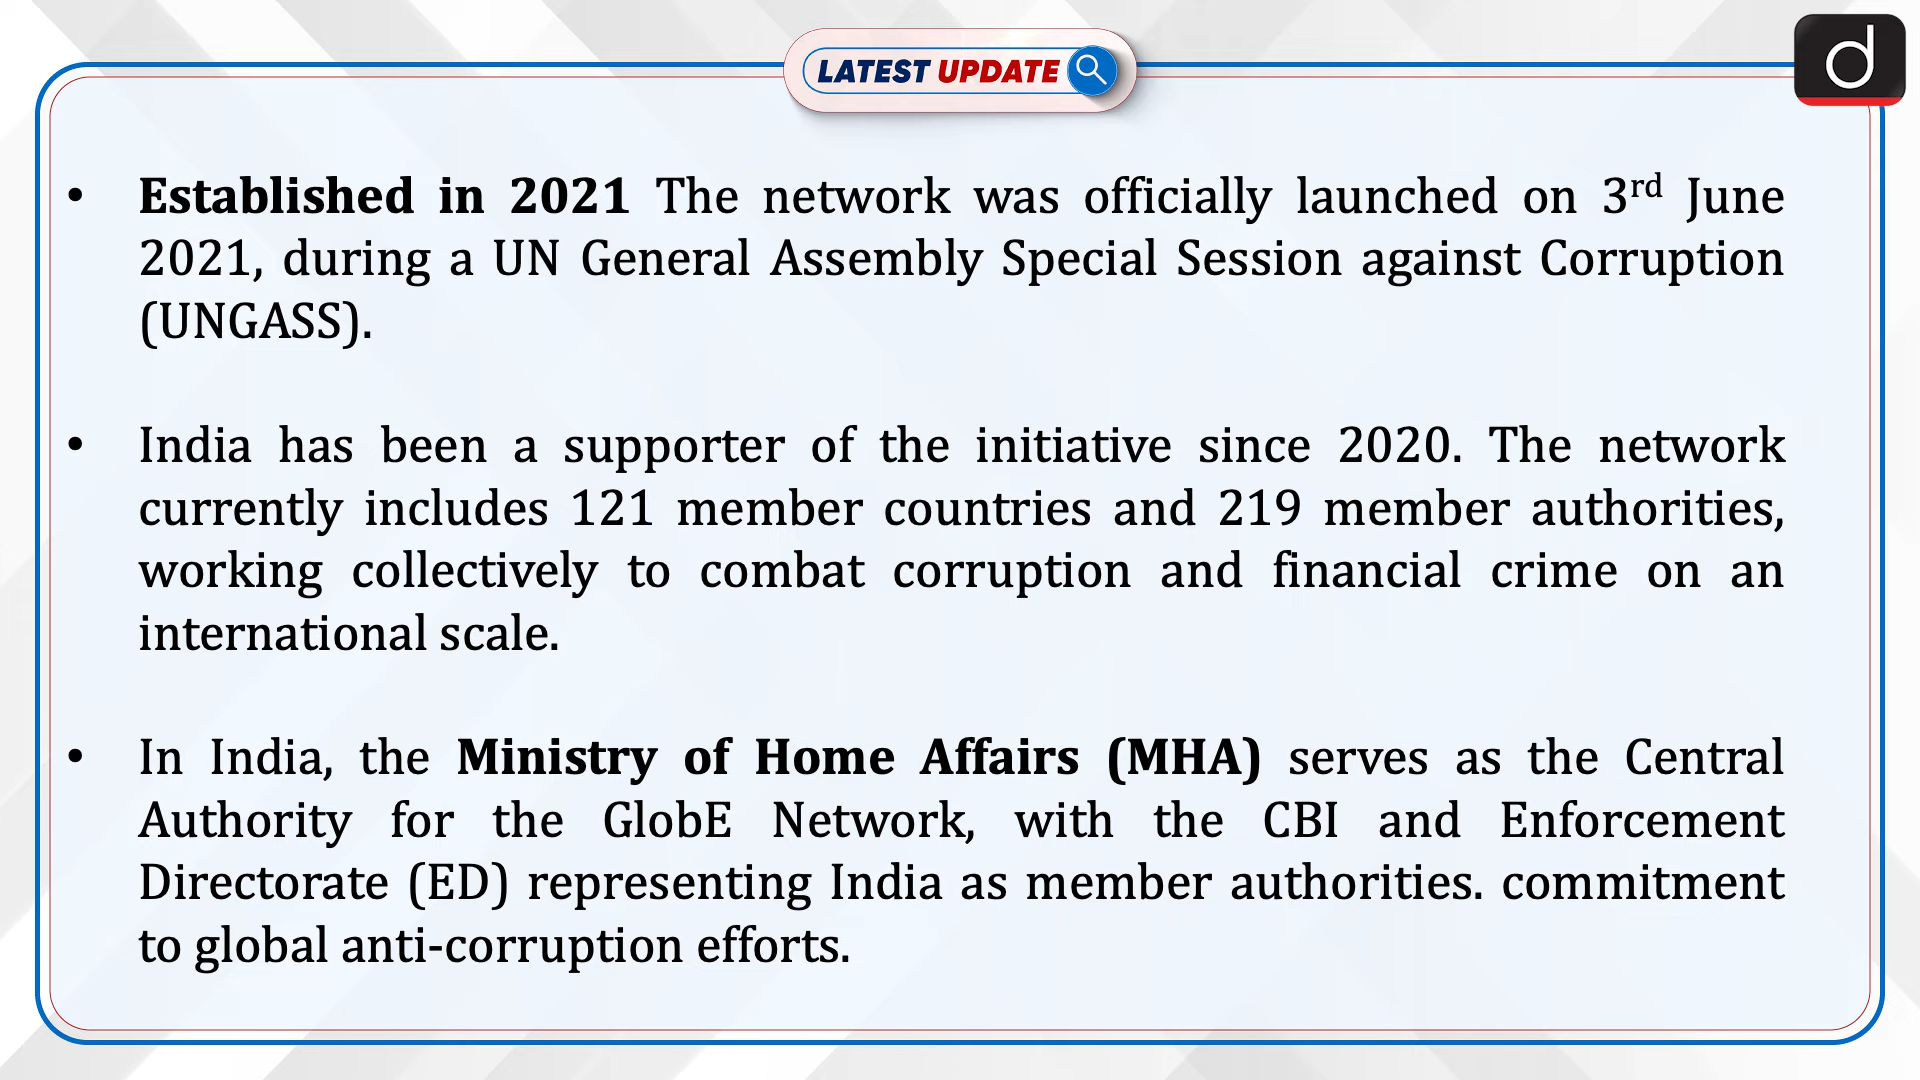 LATEST UPDATE
d
• Established in 2021 The network was officially launched on 3rd June
2021, during a UN General Assembly Special Session against Corruption
(UNGASS).
• India has been a supporter of the initiative since 2020. The network
currently includes 121 member countries and 219 member authorities,
working collectively to combat corruption and financial crime on an
international scale.
• In India, the Ministry of Home Affairs (MHA) serves as the Central
Authority for the GlobE Network, with the CBI and Enforcement
Directorate (ED) representing India as member authorities. commitment
to global anti-corruption efforts.